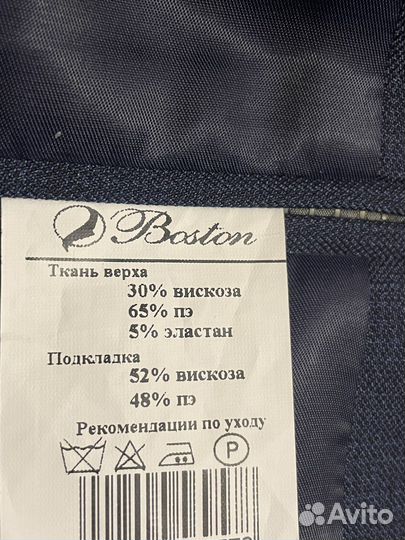 Boston
Ткань верха
30% вискоза
65% пэ
5% эластан
Подкладка
52% вискоза
48% пэ
Рекомендации по уходу
P
Avito